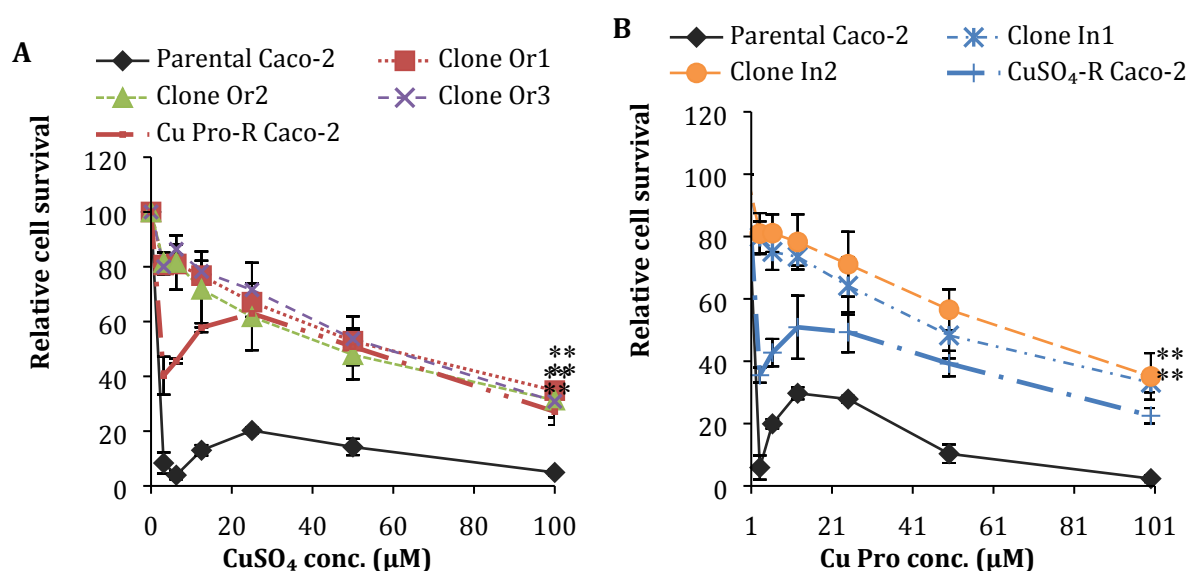 A
Parental Caco-2 Clone Or1
Clone Or2 Clone Or3
Cu Pro-R Caco-2
Relative cell survival
120
100
80
60
40
20
0
0 20 40 60 80 100
CuSO₄ conc. (μM)
**
**
**
B
Parental Caco-2 Clone In1
Clone In2 CuSO₄-R Caco-2
Relative cell survival
120
100
80
60
40
20
0
1 21 41 61 81 101
Cu Pro conc. (μM)
**
**